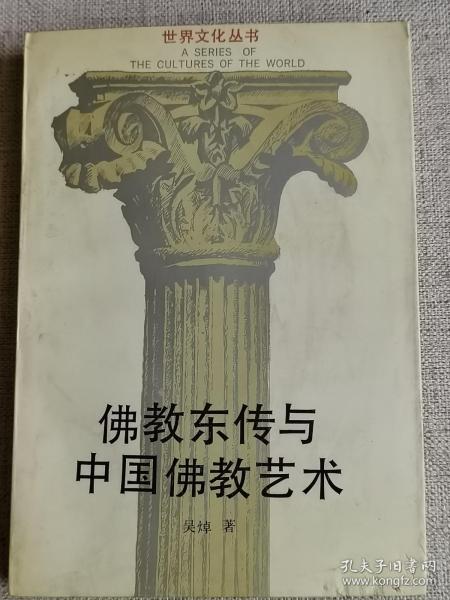 世界文化丛书
A SERIES OF
THE CULTURES OF THE WORLD
佛教东传与
中国佛教艺术
吴焯 著
孔夫子旧书网
www.kongfz.com